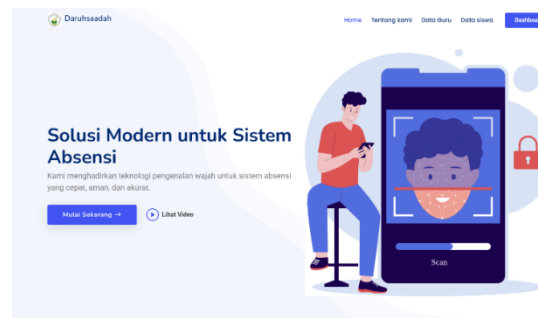 Daruhsaadah
Home Tentang kami Data Guru Data siswa
Solusi Modern untuk Sistem
Absensi
Kami menghadirkan teknologi pengenalan wajah untuk sistem absensi
yang cepat, aman, dan akurat.
Mulai Sekarang → Lihat Video
Scan